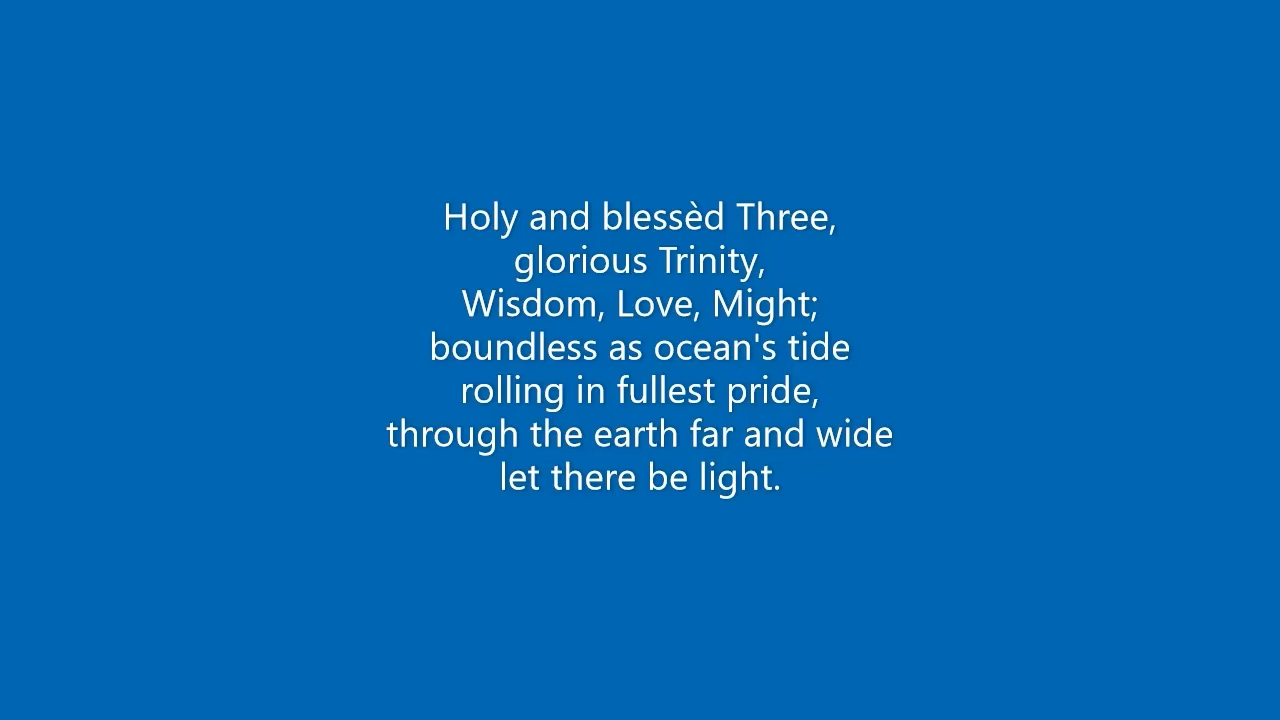 Holy and blessèd Three,
glorious Trinity,
Wisdom, Love, Might;
boundless as ocean's tide
rolling in fullest pride,
through the earth far and wide
let there be light.